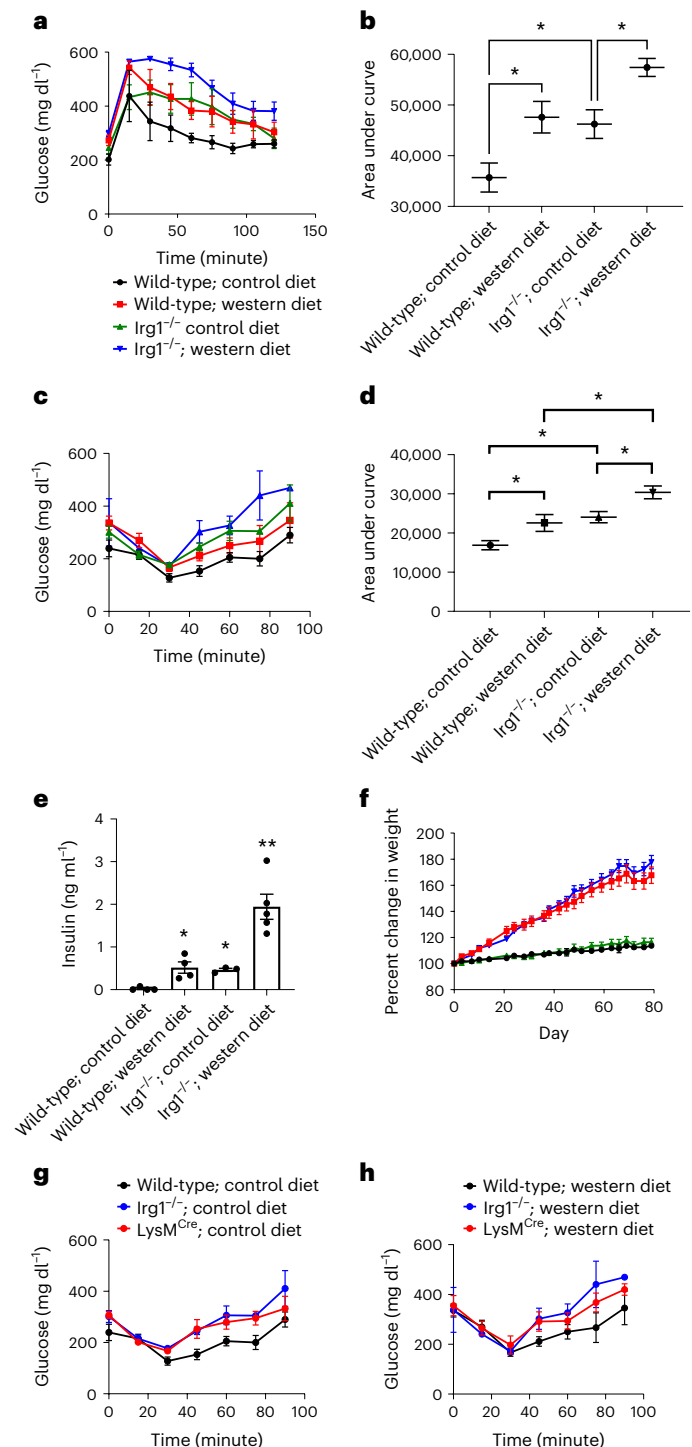 a
600
400
200
0
Glucose (mg dl⁻¹)
0 50 100 150
Time (minute)
Wild-type; control diet
Wild-type; western diet
Irg1⁻/⁻ control diet
Irg1⁻/⁻; western diet
b
60,000
50,000
40,000
30,000
Area under curve
* * * *
Wild-type; control diet
Wild-type; western diet
Irg1⁻/⁻; control diet
Irg1⁻/⁻; western diet
c
600
400
200
0
Glucose (mg dl⁻¹)
0 20 40 60 80 100
Time (minute)
d
40,000
30,000
20,000
10,000
0
Area under curve
* * * *
Wild-type; control diet
Wild-type; western diet
Irg1⁻/⁻; control diet
Irg1⁻/⁻; western diet
e
4
3
2
1
0
Insulin (ng ml⁻¹)
* * **
Wild-type; control diet
Wild-type; western diet
Irg1⁻/⁻; control diet
Irg1⁻/⁻; western diet
f
200
180
160
140
120
100
80
Percent change in weight
0 20 40 60 80
Day
g
Wild-type; control diet
Irg1⁻/⁻; control diet
LysM^Cre; control diet
600
400
200
0
Glucose (mg dl⁻¹)
0 20 40 60 80 100
Time (minute)
h
Wild-type; western diet
Irg1⁻/⁻; western diet
LysM^Cre; western diet
600
400
200
0
Glucose (mg dl⁻¹)
0 20 40 60 80 100
Time (minute)